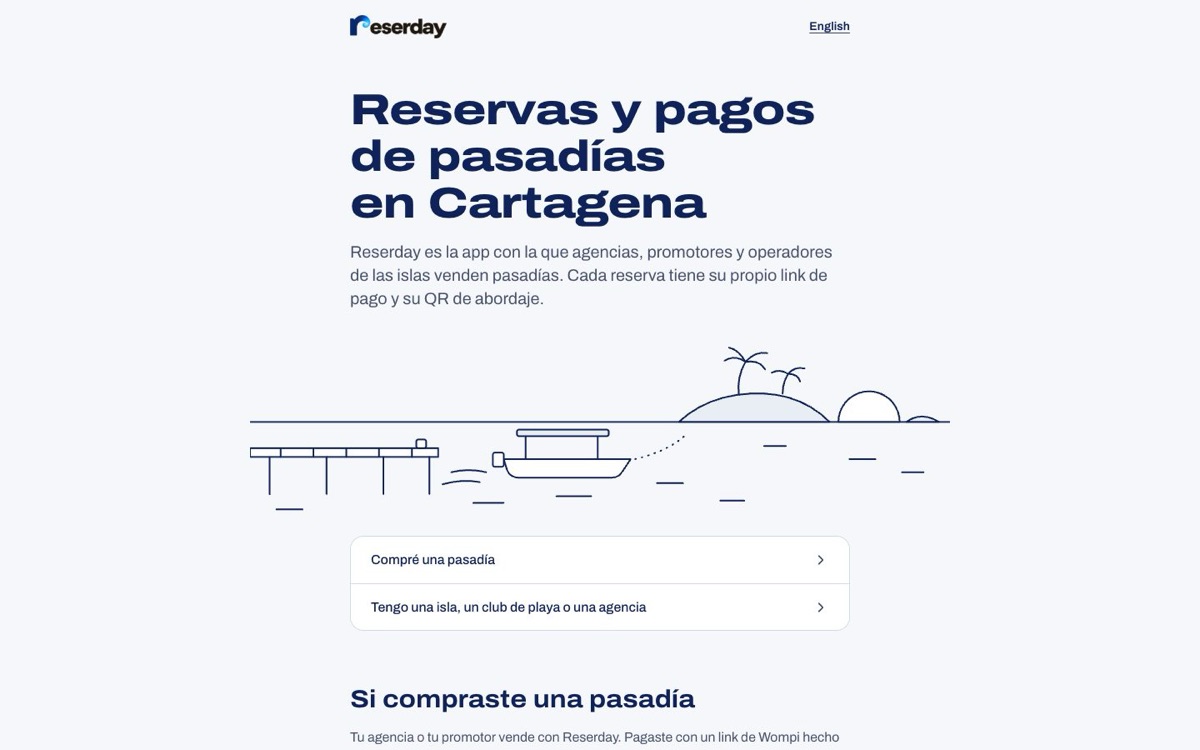 reserday
English
Reservas y pagos
de pasadías
en Cartagena
Reserday es la app con la que agencias, promotores y operadores
de las islas venden pasadías. Cada reserva tiene su propio link de
pago y su QR de abordaje.
Compré una pasadía
Tengo una isla, un club de playa o una agencia
Si compraste una pasadía
Tu agencia o tu promotor vende con Reserday. Pagaste con un link de Wompi hecho